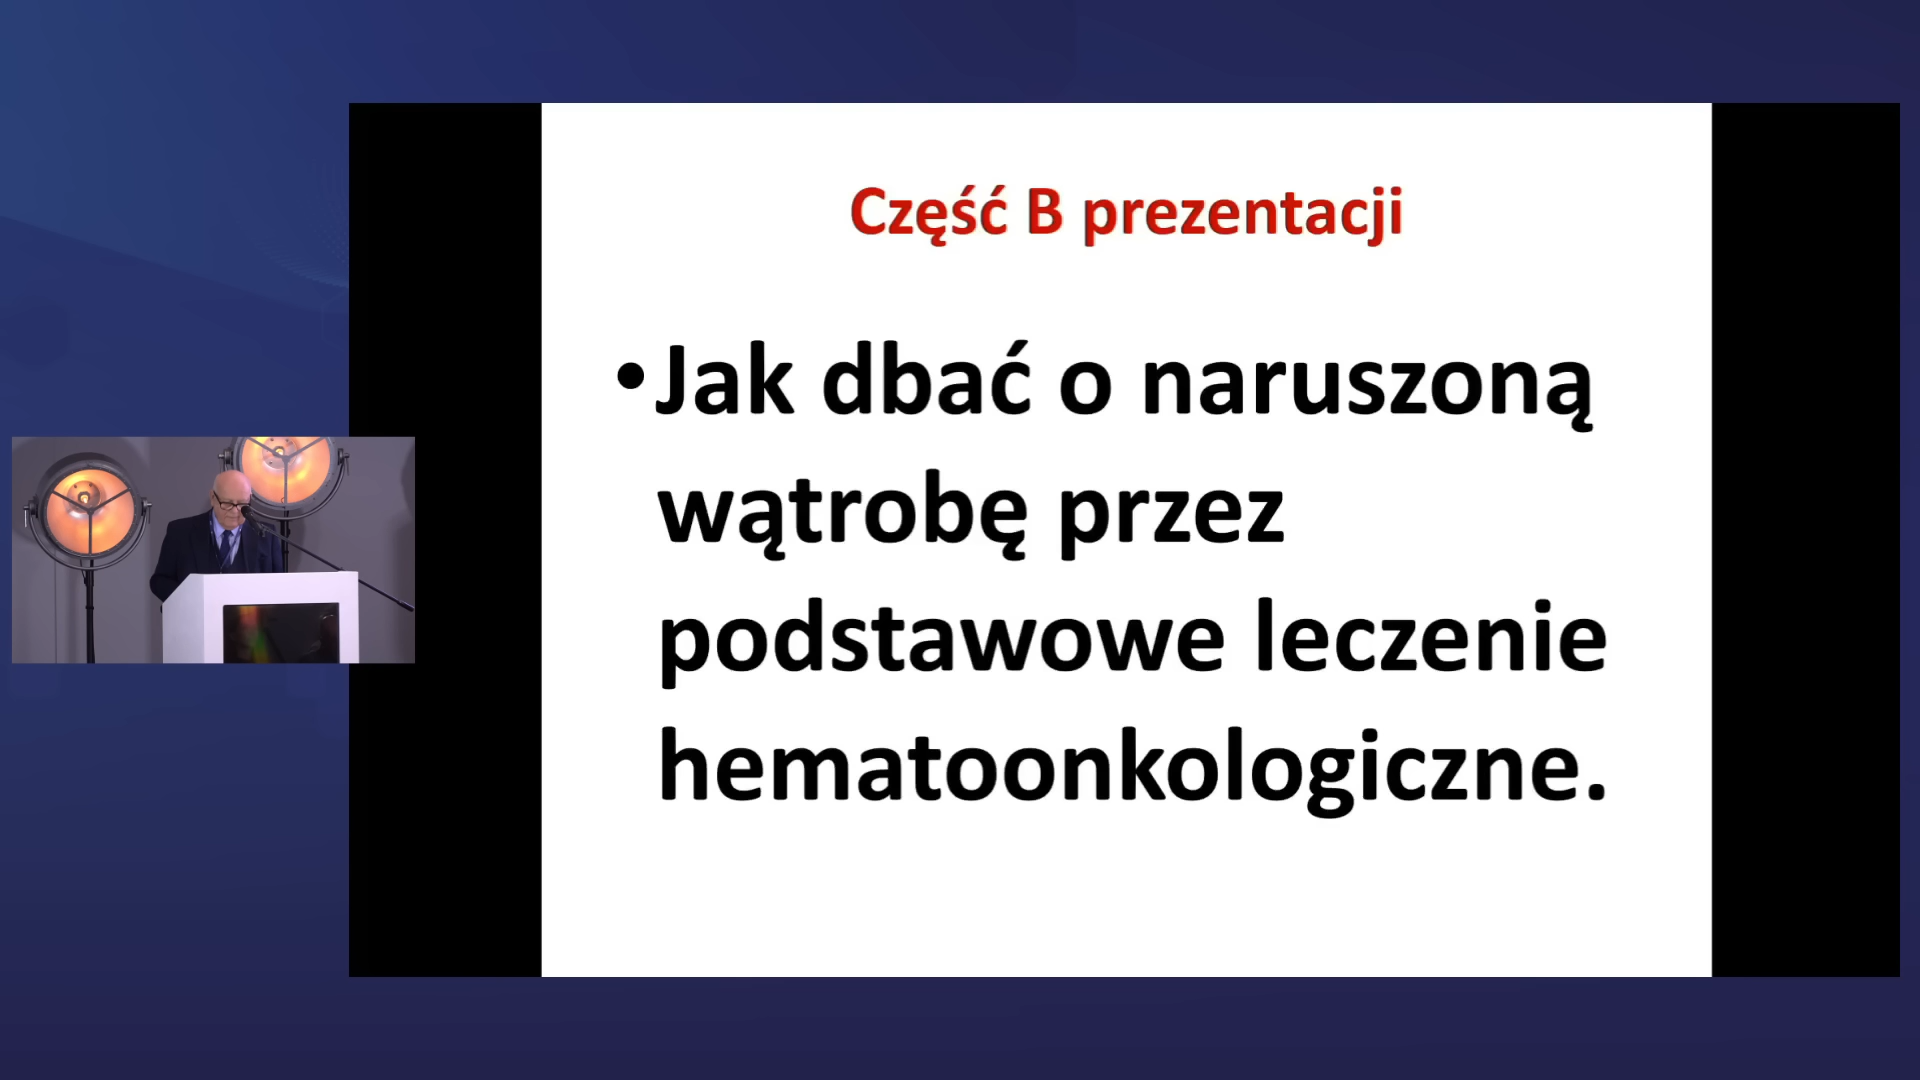 Część B prezentacji
•Jak dbać o naruszoną
wątrobę przez
podstawowe leczenie
hematoonkologiczne.